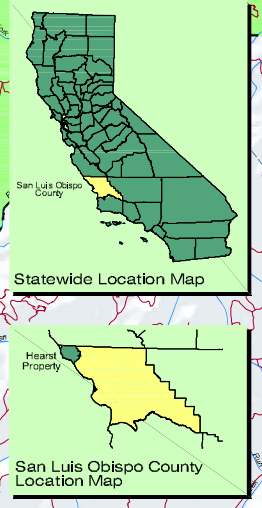 San Luis Obispo
County
Statewide Location Map
Hearst
Property
San Luis Obispo County
Location Map